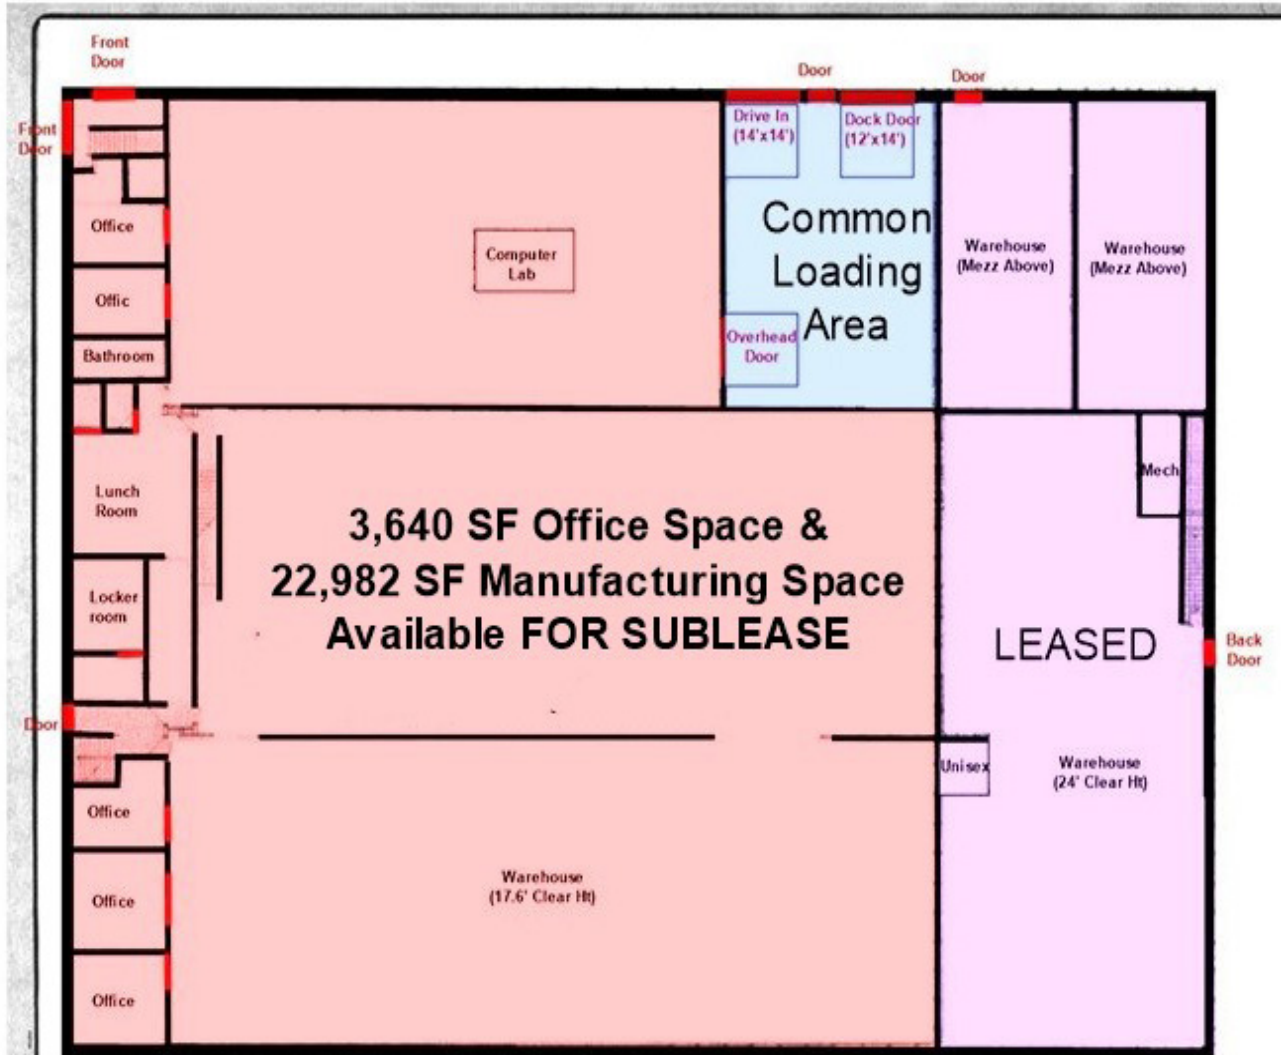 Front
Door
Door
Door
Front
Door
Drive In
(14'x14')
Dock Door
(12'x14')
Office
Common
Loading
Area
Computer
Lab
Warehouse
(Mezz Above)
Warehouse
(Mezz Above)
Offic
Bathroom
Overhead
Door
Mech
Lunch
Room
3,640 SF Office Space &
22,982 SF Manufacturing Space
Available FOR SUBLEASE
Locker
room
LEASED
Back
Door
Door
Unisex
Warehouse
(24' Clear Ht)
Office
Warehouse
(17.6' Clear Ht)
Office
Office